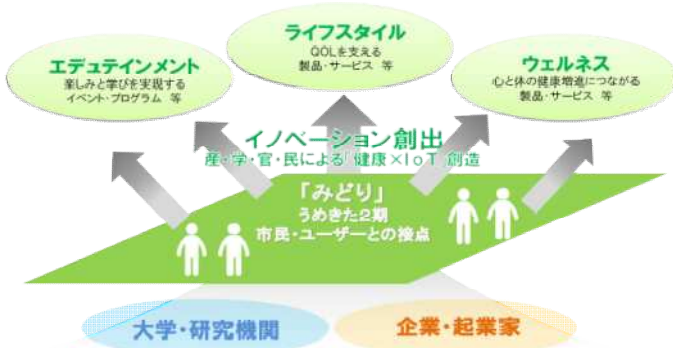 ライフスタイル
QOLを支える
製品・サービス 等
エデュテインメント
楽しみと学びを実現する
イベント・プログラム 等
ウェルネス
心と体の健康増進につながる
製品・サービス 等
イノベーション創出
産・学・官・民による「健康×IoT」創造
「みどり」
うめきた2期
市民・ユーザーとの接点
大学・研究機関
企業・起業家